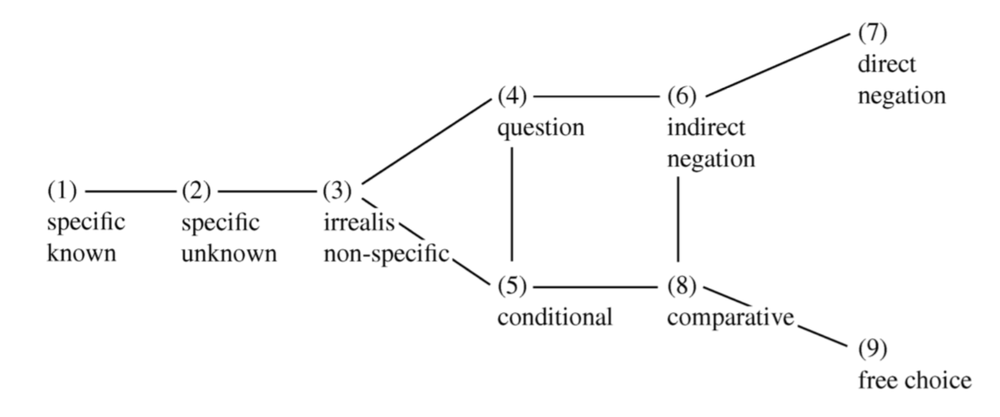 (7)
direct
negation
(4)
question
(6)
indirect
negation
(1)
specific
known
(2)
specific
unknown
(3)
irrealis
non-specific
(5)
conditional
(8)
comparative
(9)
free choice